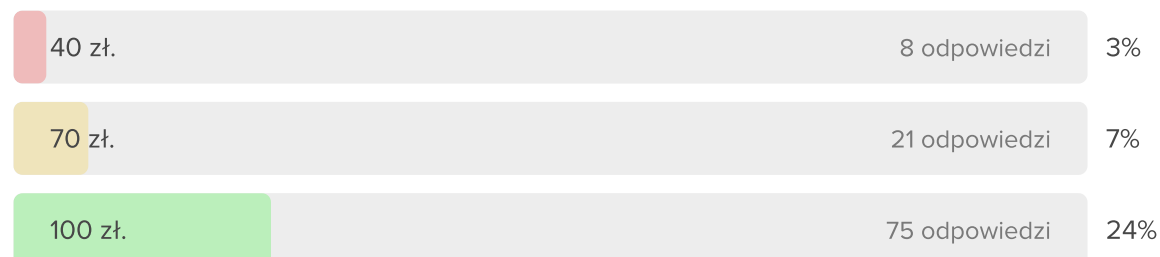 40 zł. 8 odpowiedzi 3%
70 zł. 21 odpowiedzi 7%
100 zł. 75 odpowiedzi 24%